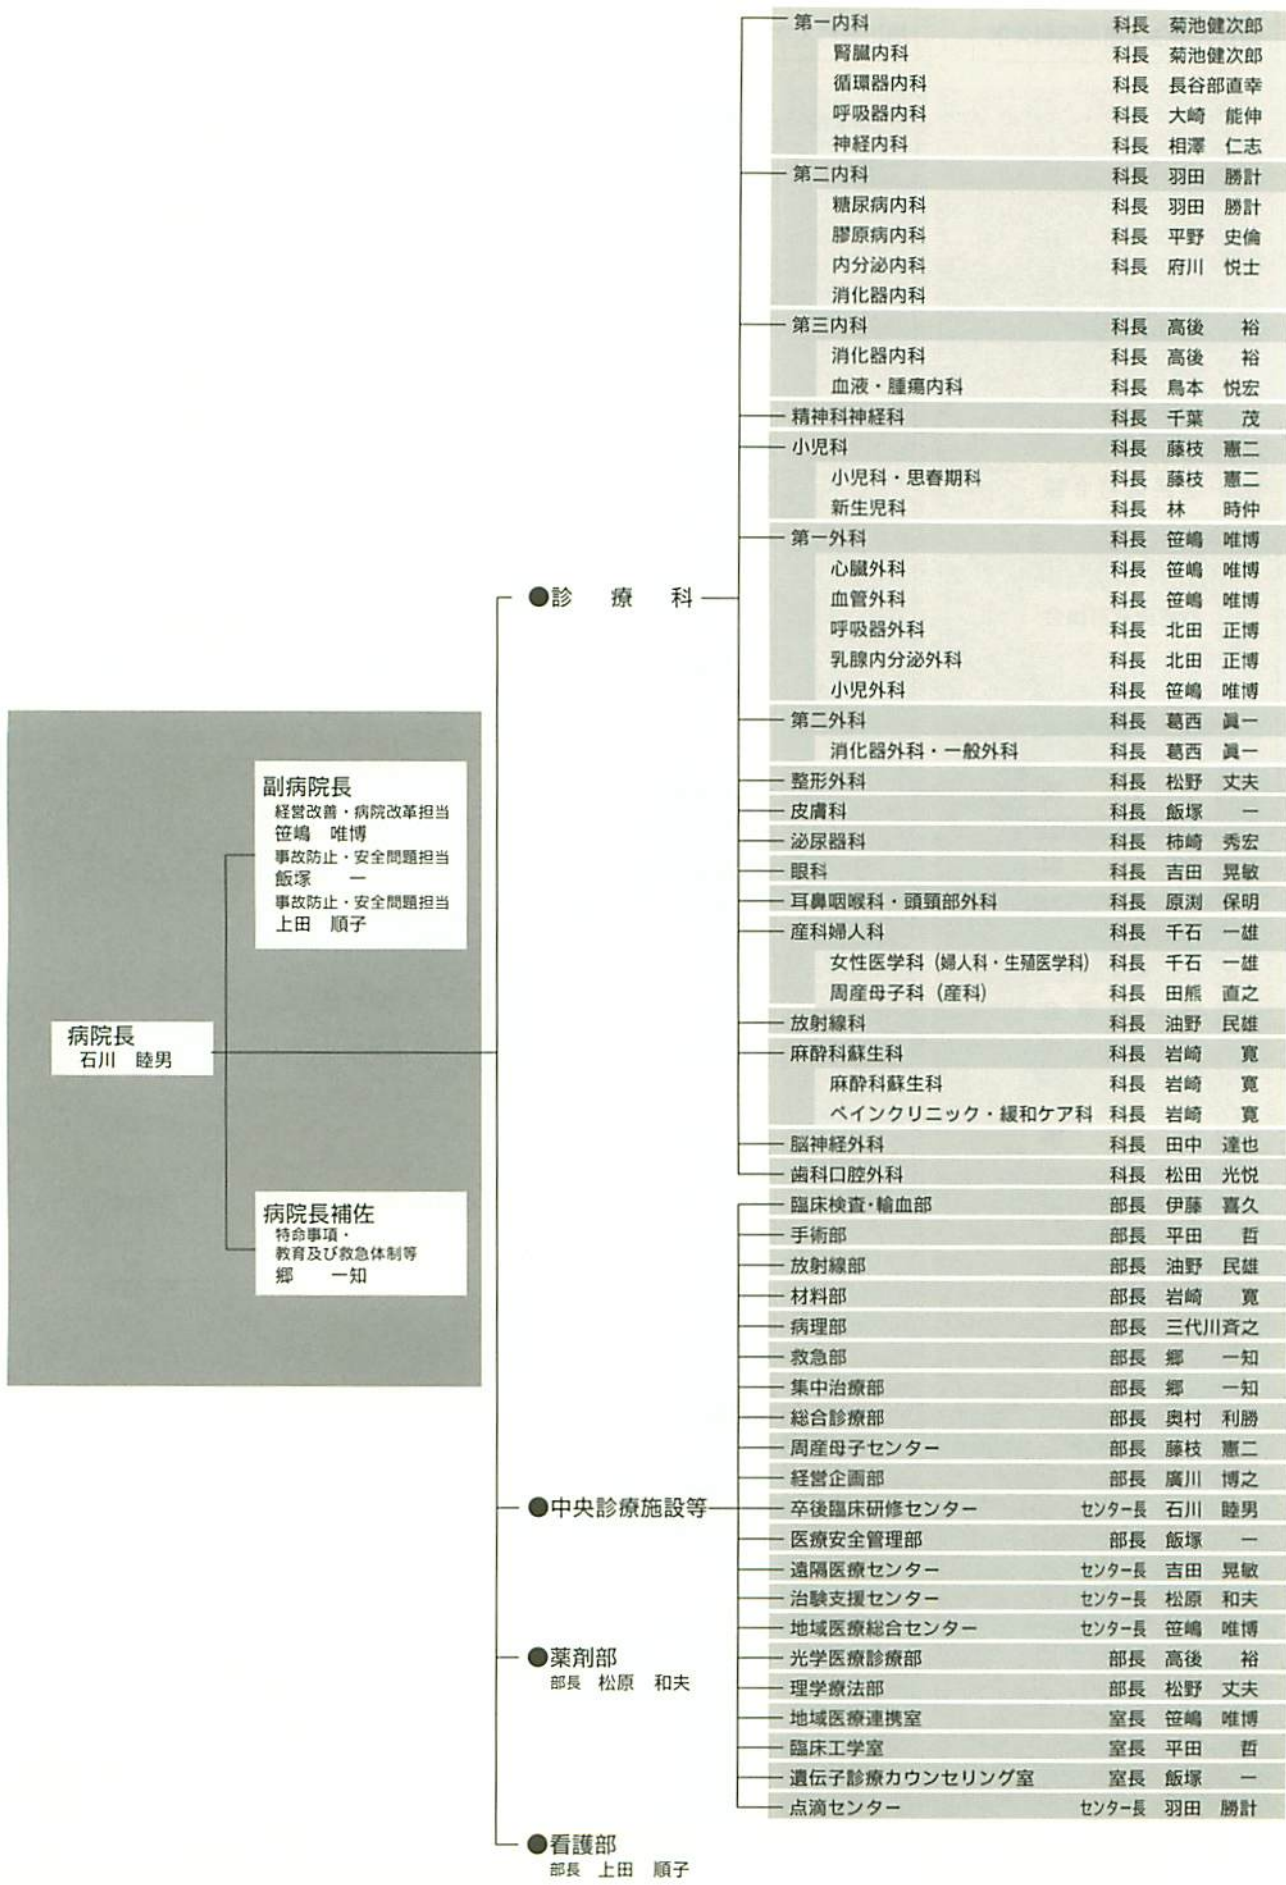 病院長
石川 睦男
副病院長
経営改善・病院改革担当
笹嶋 唯博
事故防止・安全問題担当
飯塚 一
事故防止・安全問題担当
上田 順子
病院長補佐
特命事項・
教育及び救急体制等
郷 一知
●診療科
第一内科 科長 菊池健次郎
腎臓内科 科長 菊池健次郎
循環器内科 科長 長谷部直幸
呼吸器内科 科長 大崎 能伸
神経内科 科長 相澤 仁志
第二内科 科長 羽田 勝計
糖尿病内科 科長 羽田 勝計
膠原病内科 科長 平野 史倫
内分泌内科 科長 府川 悦士
消化器内科
第三内科 科長 高後 裕
消化器内科 科長 高後 裕
血液・腫瘍内科 科長 鳥本 悦宏
精神科神経科 科長 千葉 茂
小児科 科長 藤枝 憲二
小児科・思春期科 科長 藤枝 憲二
新生児科 科長 林 時仲
第一外科 科長 笹嶋 唯博
心臓外科 科長 笹嶋 唯博
血管外科 科長 笹嶋 唯博
呼吸器外科 科長 北田 正博
乳腺内分泌外科 科長 北田 正博
小児外科 科長 笹嶋 唯博
第二外科 科長 葛西 眞一
消化器外科・一般外科 科長 葛西 眞一
整形外科 科長 松野 丈夫
皮膚科 科長 飯塚 一
泌尿器科 科長 柿崎 秀宏
眼科 科長 吉田 晃敏
耳鼻咽喉科・頭頸部外科 科長 原渕 保明
産科婦人科 科長 千石 一雄
女性医学科（婦人科・生殖医学科） 科長 千石 一雄
周産母子科（産科） 科長 田熊 直之
放射線科 科長 油野 民雄
麻酔科蘇生科 科長 岩崎 寛
麻酔科蘇生科 科長 岩崎 寛
ペインクリニック・緩和ケア科 科長 岩崎 寛
脳神経外科 科長 田中 達也
歯科口腔外科 科長 松田 光悦
●中央診療施設等
臨床検査・輸血部 部長 伊藤 喜久
手術部 部長 平田 哲
放射線部 部長 油野 民雄
材料部 部長 岩崎 寛
病理部 部長 三代川斉之
救急部 部長 郷 一知
集中治療部 部長 郷 一知
総合診療部 部長 奥村 利勝
周産母子センター 部長 藤枝 憲二
経営企画部 部長 廣川 博之
卒後臨床研修センター センター長 石川 睦男
医療安全管理部 部長 飯塚 一
遠隔医療センター センター長 吉田 晃敏
治験支援センター センター長 松原 和夫
地域医療総合センター センター長 笹嶋 唯博
光学医療診療部 部長 高後 裕
理学療法部 部長 松野 丈夫
地域医療連携室 室長 笹嶋 唯博
臨床工学室 室長 平田 哲
遺伝子診療カウンセリング室 室長 飯塚 一
点滴センター センター長 羽田 勝計
●薬剤部
部長 松原 和夫
●看護部
部長 上田 順子